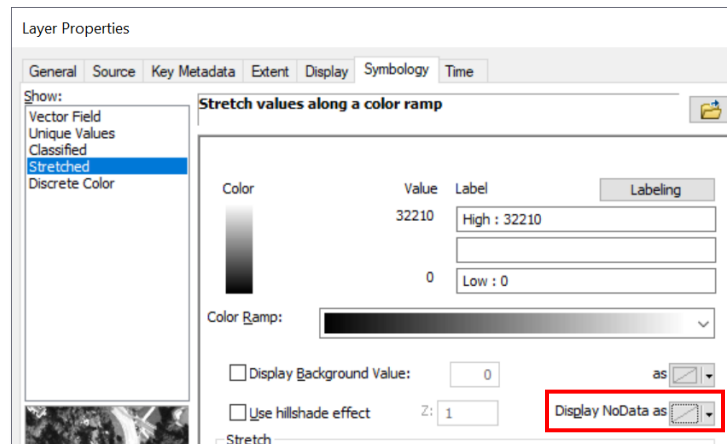 Layer Properties
General Source Key Metadata Extent Display Symbology Time
Show:
Vector Field
Unique Values
Classified
Stretched
Discrete Color
Stretch values along a color ramp
Color Value Label Labeling
32210 High : 32210
0 Low : 0
Color Ramp:
Display Background Value: 0 as
Use hillshade effect Z: 1 Display NoData as
Stretch